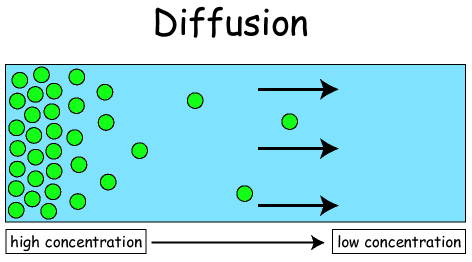 Diffusion
high concentration
low concentration